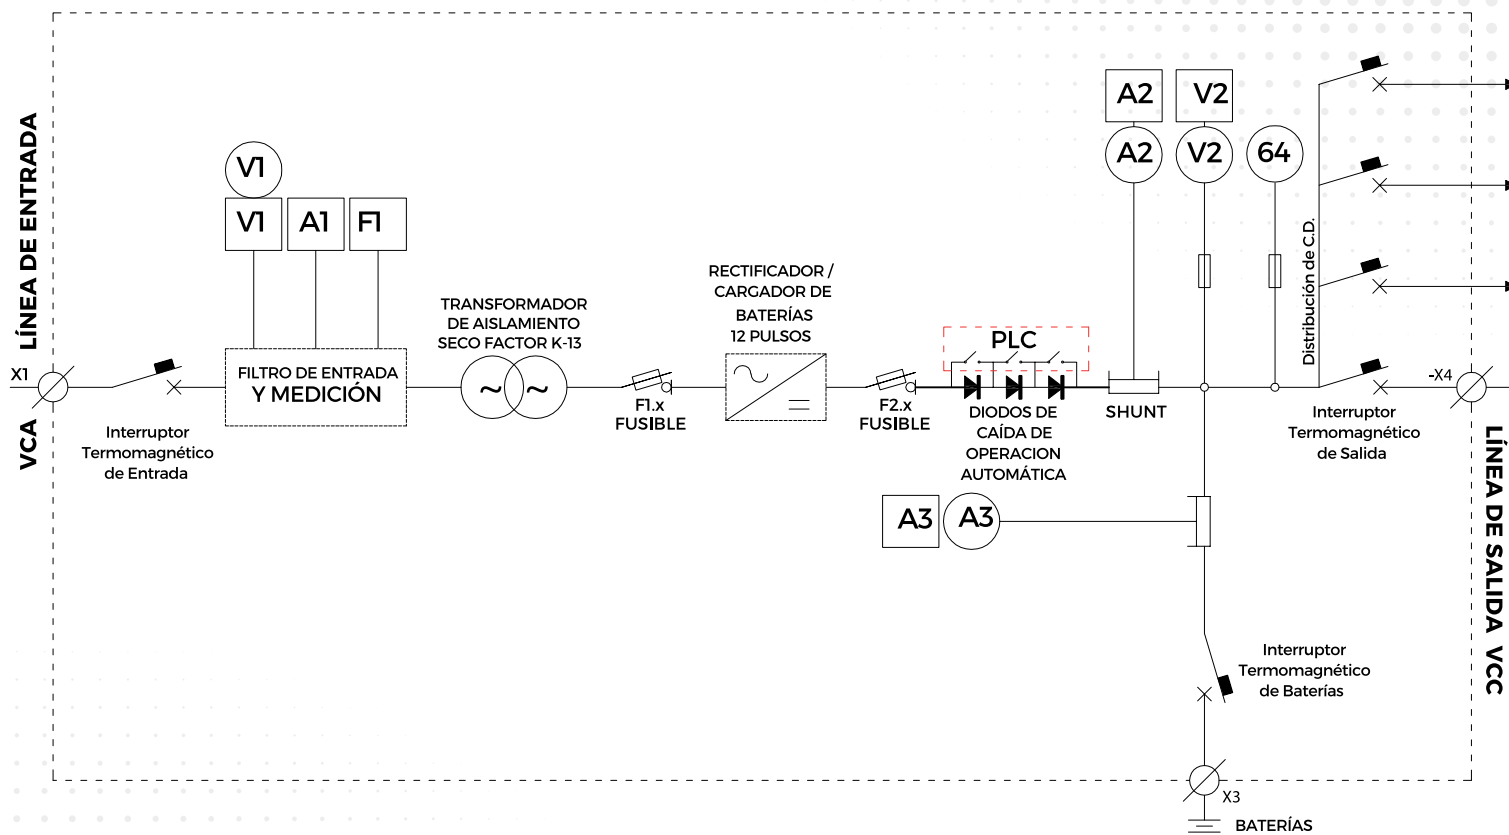 LÍNEA DE ENTRADA
VCA
X1
Interruptor
Termomagnético
de Entrada
V1
V1
A1
F1
FILTRO DE ENTRADA
Y MEDICIÓN
TRANSFORMADOR
DE AISLAMIENTO
SECO FACTOR K-13
F1.x
FUSIBLE
RECTIFICADOR /
CARGADOR DE
BATERÍAS
12 PULSOS
F2.x
FUSIBLE
PLC
DIODOS DE
CAÍDA DE
OPERACION
AUTOMÁTICA
SHUNT
A2
V2
A2
V2
64
Distribución de C.D.
A3
A3
Interruptor
Termomagnético
de Salida
-X4
LÍNEA DE SALIDA VCC
Interruptor
Termomagnético
de Baterías
X3
BATERÍAS